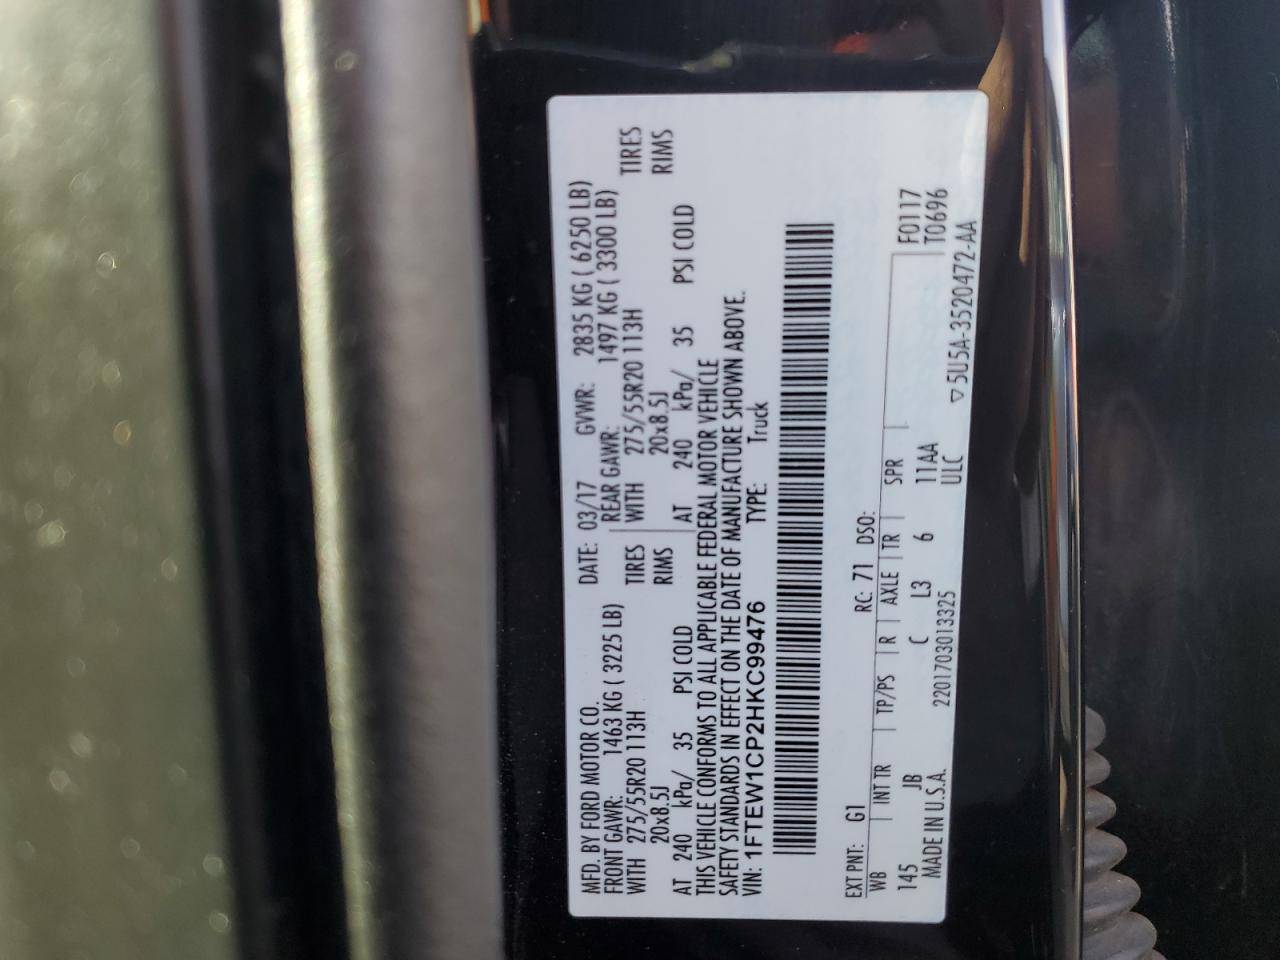 MFD. BY FORD MOTOR CO. DATE: 03/17 GVWR: 2835 KG ( 6250 LB)
FRONT GAWR: 1463 KG ( 3225 LB) REAR GAWR: 1497 KG ( 3300 LB)
WITH 275/55R20 113H TIRES WITH 275/55R20 113H TIRES
20x8.5J RIMS 20x8.5J RIMS
AT 240 kPa/ 35 PSI COLD AT 240 kPa/ 35 PSI COLD
THIS VEHICLE CONFORMS TO ALL APPLICABLE FEDERAL MOTOR VEHICLE
SAFETY STANDARDS IN EFFECT ON THE DATE OF MANUFACTURE SHOWN ABOVE.
VIN: 1FTEW1CP2HKC99476 TYPE: Truck
EXT PNT: G1 RC: 71 DSO:
WB INT TR TP/PS R AXLE TR SPR F0117
145 JB C L3 6 11AA T0696
MADE IN U.S.A. 2201703013325 ULC ▽5U5A-3520472-AA